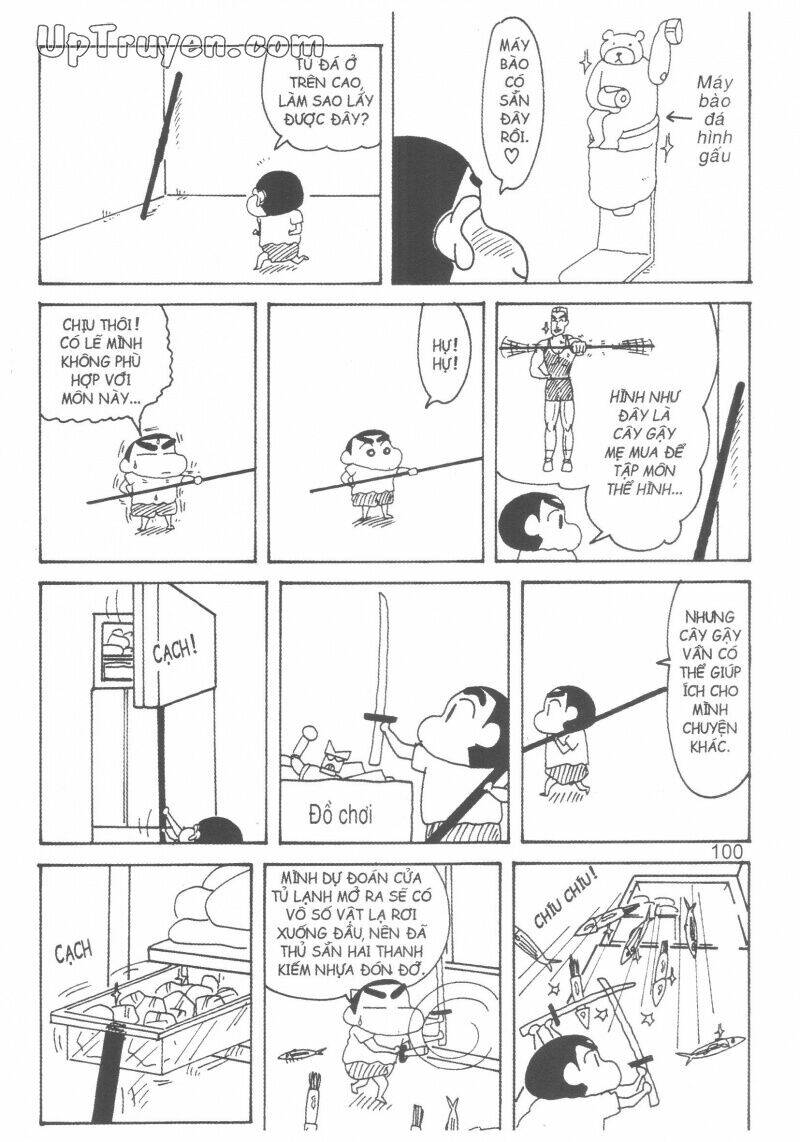 UpTruyen.com
MÁY
BÀO
CÓ
SẴN
ĐÂY
RỒI.
♡
Máy
bào
đá
hình
gấu
TỦ ĐÁ Ở
TRÊN CAO,
LÀM SAO LẤY
ĐƯỢC ĐÂY?
HÌNH NHƯ
ĐÂY LÀ
CÂY GẬY
MẸ MUA ĐỂ
TẬP MÔN
THỂ HÌNH...
HỰ!
HỰ!
CHỊU THÔI!
CÓ LẼ MÌNH
KHÔNG PHÙ
HỢP VỚI
MÔN NÀY...
NHƯNG
CÂY GẬY
VẪN CÓ
THỂ GIÚP
ÍCH CHO
MÌNH
CHUYỆN
KHÁC.
Đồ chơi
CẠCH!
100
CHÍU CHÍU!
MÌNH DỰ ĐOÁN CỬA
TỦ LẠNH MỞ RA SẼ CÓ
VÔ SỐ VẬT LẠ RƠI
XUỐNG ĐẦU, NÊN ĐÃ
THỦ SẴN HAI THANH
KIẾM NHỰA ĐÓN ĐỠ.
CẠCH